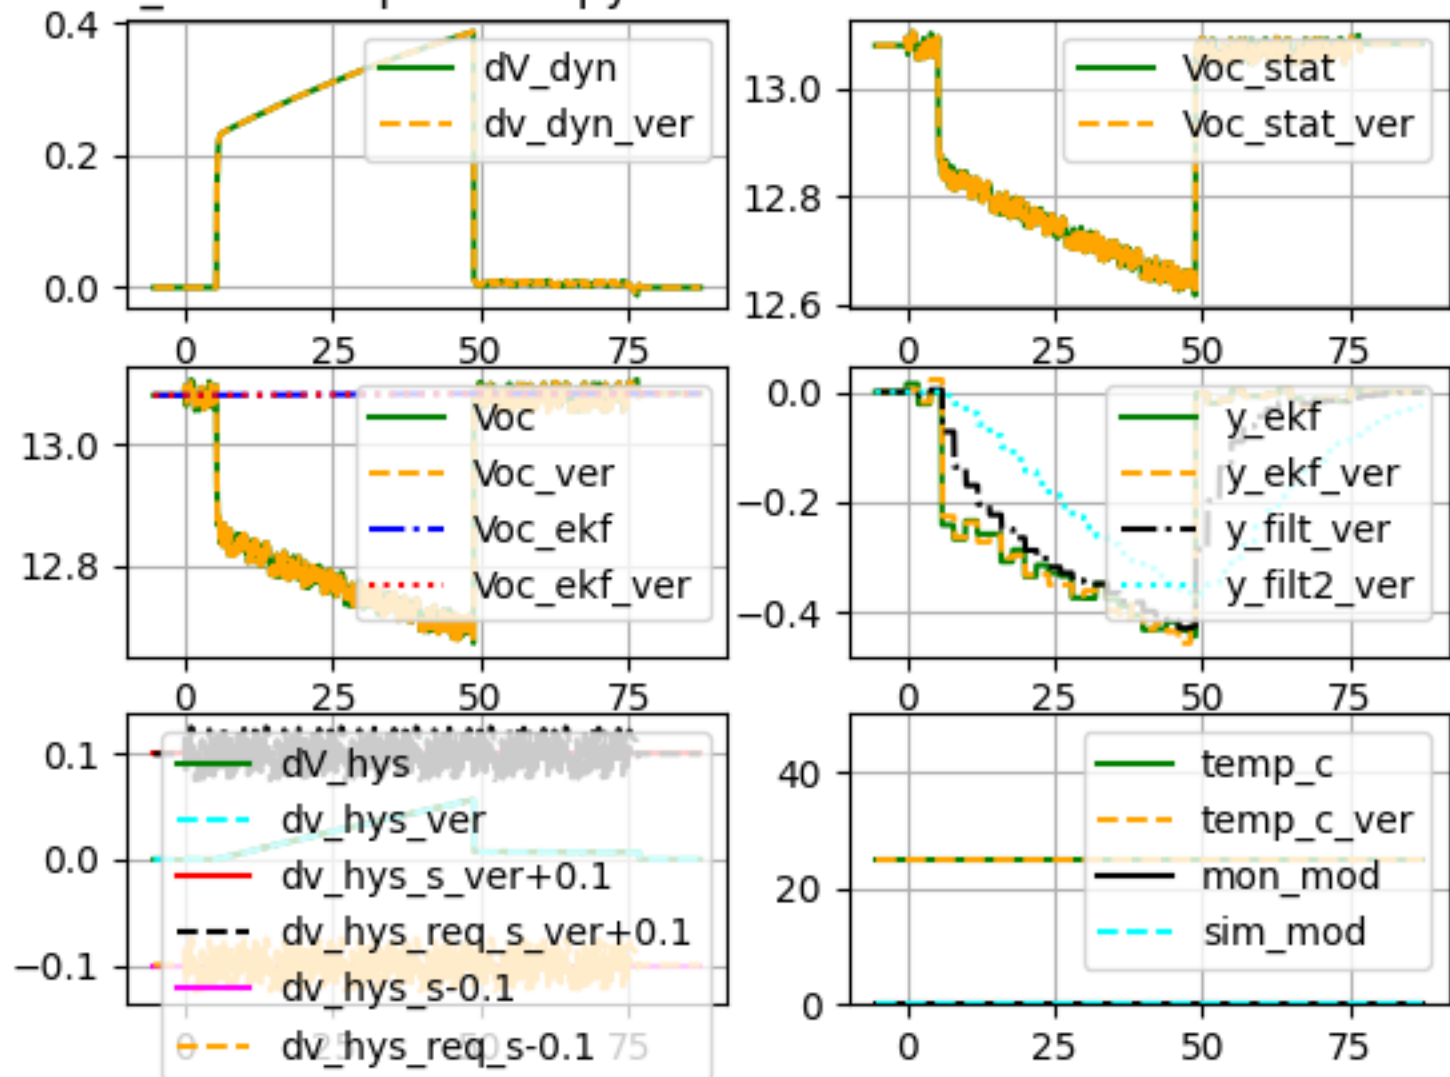 0.4
0.2
0.0
0 25 50 75
dV_dyn
dv_dyn_ver
13.0
12.8
12.6
0 25 50 75
Voc_stat
Voc_stat_ver
13.0
12.8
0 25 50 75
Voc
Voc_ver
Voc_ekf
Voc_ekf_ver
0.0
−0.2
−0.4
0 25 50 75
y_ekf
y_ekf_ver
y_filt_ver
y_filt2_ver
0.1
0.0
−0.1
0 25 50 75
dV_hys
dv_hys_ver
dv_hys_s_ver+0.1
dv_hys_req_s_ver+0.1
dv_hys_s-0.1
dv_hys_req_s-0.1
40
20
0
0 25 50 75
temp_c
temp_c_ver
mon_mod
sim_mod